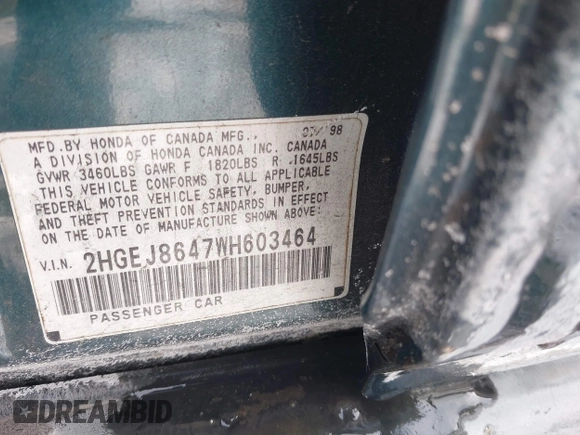 MFD.BY HONDA OF CANADA MFG.,
A DIVISION OF HONDA CANADA INC. CANADA
GVWR 3460LBS GAWR F 1820LBS R 1645LBS
THIS VEHICLE CONFORMS TO ALL APPLICABLE
FEDERAL MOTOR VEHICLE SAFETY, BUMPER,
AND THEFT PREVENTION STANDARDS IN EFFECT
ON THE DATE OF MANUFACTURE SHOWN ABOVE.
V.I.N. 2HGEJ8647WH603464
PASSENGER CAR
DREAMBID